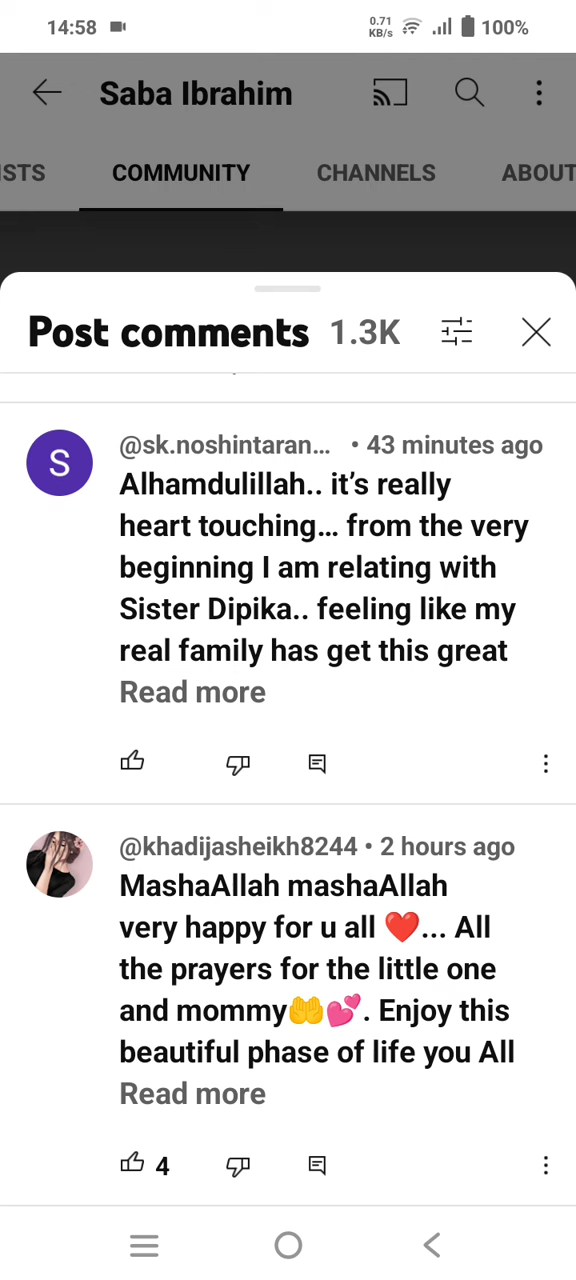 14:58
0.71
KB/s
100%
Saba Ibrahim
ISTS COMMUNITY CHANNELS ABOUT
Post comments 1.3K
@sk.noshintaran... • 43 minutes ago
Alhamdulillah.. it's really
heart touching... from the very
beginning I am relating with
Sister Dipika.. feeling like my
real family has get this great
Read more
S
@khadijasheikh8244 • 2 hours ago
MashaAllah mashaAllah
very happy for u all ❤️... All
the prayers for the little one
and mommy🤲💕. Enjoy this
beautiful phase of life you All
Read more
4